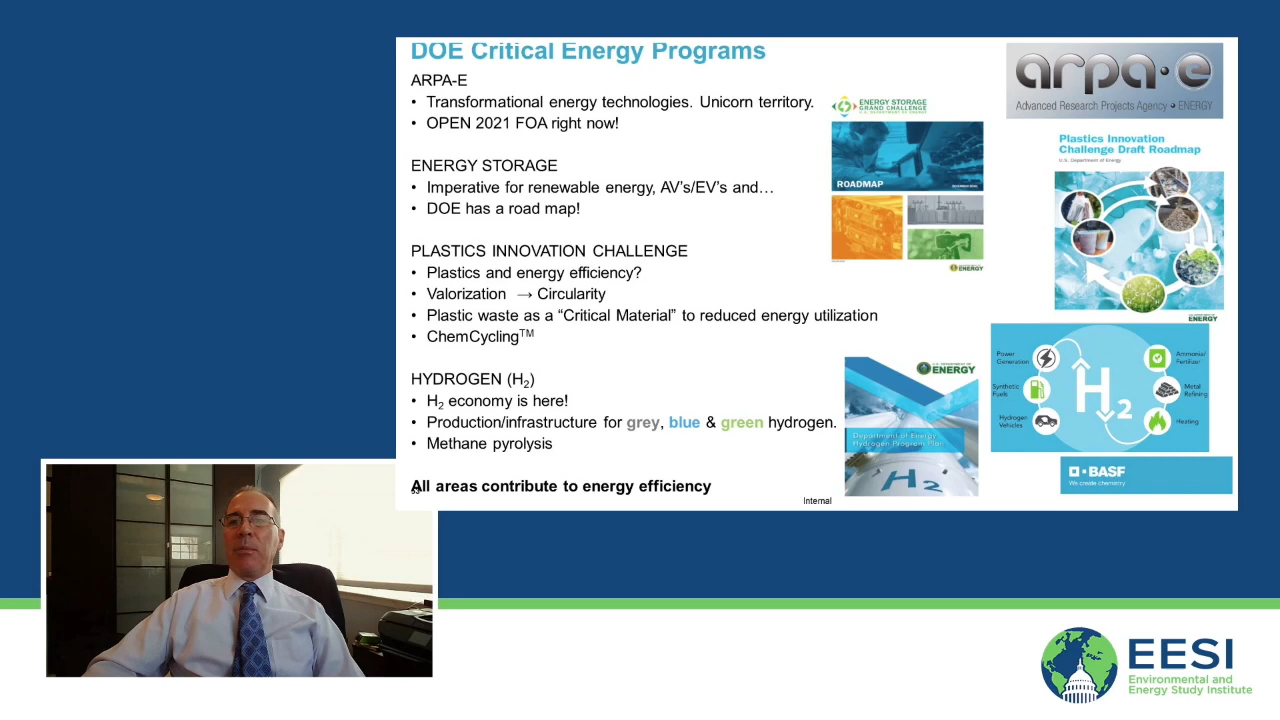 DOE Critical Energy Programs
ARPA-E
• Transformational energy technologies. Unicorn territory.
• OPEN 2021 FOA right now!
ENERGY STORAGE
• Imperative for renewable energy, AV's/EV's and…
• DOE has a road map!
PLASTICS INNOVATION CHALLENGE
• Plastics and energy efficiency?
• Valorization → Circularity
• Plastic waste as a “Critical Material” to reduced energy utilization
• ChemCycling™
HYDROGEN (H₂)
• H₂ economy is here!
• Production/infrastructure for grey, blue & green hydrogen.
• Methane pyrolysis
All areas contribute to energy efficiency
Internal
ENERGY STORAGE
GRAND CHALLENGE
U.S. DEPARTMENT OF ENERGY
ROADMAP
ENERGY
arpa·e
Advanced Research Projects Agency • ENERGY
Plastics Innovation
Challenge Draft Roadmap
U.S. Department of Energy
ENERGY
U.S. DEPARTMENT OF
ENERGY
Department of Energy
Hydrogen Program Plan
H₂
Power
Generation
Synthetic
Fuels
Hydrogen
Vehicles
H₂
Ammonia/
Fertilizer
Metal
Refining
Heating
BASF
We create chemistry
EESI
Environmental and
Energy Study Institute